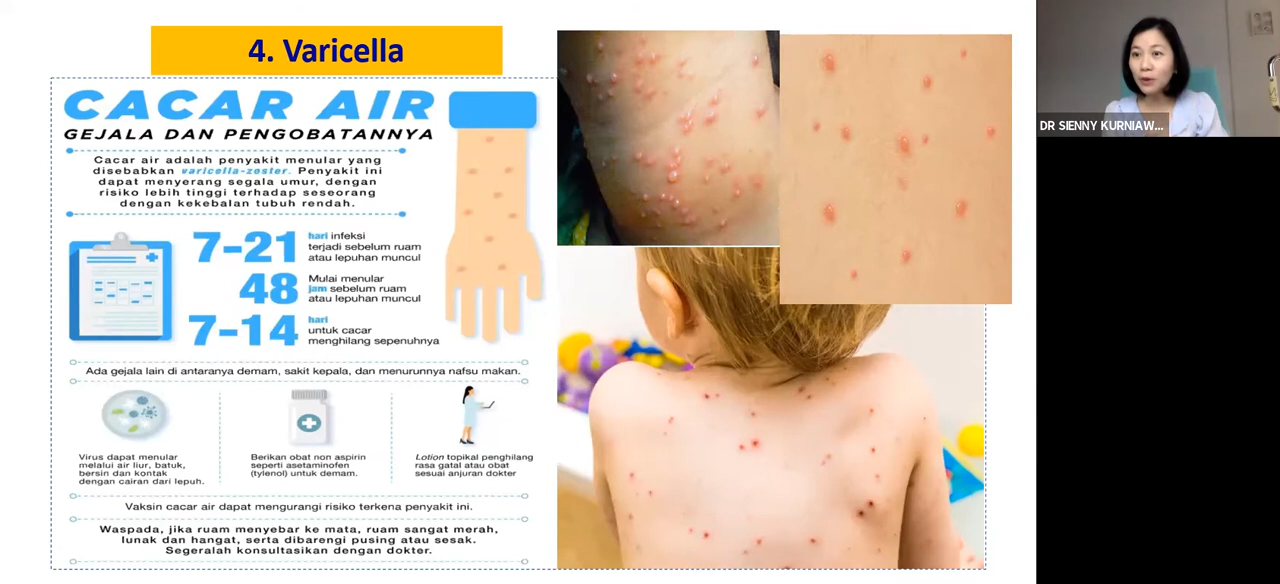 4. Varicella
CACAR AIR
GEJALA DAN PENGOBATANNYA
Cacar air adalah penyakit menular yang
disebabkan varicella-zoster. Penyakit ini
dapat menyerang segala umur, dengan
risiko lebih tinggi terhadap seseorang
dengan kekebalan tubuh rendah.
7-21
hari infeksi
terjadi sebelum ruam
atau lepuhan muncul
48
Mulai menular
jam sebelum ruam
atau lepuhan muncul
7-14
hari
untuk cacar
menghilang sepenuhnya
Ada gejala lain di antaranya demam, sakit kepala, dan menurunnya nafsu makan.
Virus dapat menular
melalui air liur, batuk,
bersin dan kontak
dengan cairan dari lepuh.
Berikan obat non aspirin
seperti asetaminofen
(tylenol) untuk demam.
Lotion topikal penghilang
rasa gatal atau obat
sesuai anjuran dokter
Vaksin cacar air dapat mengurangi risiko terkena penyakit ini.
Waspada, jika ruam menyebar ke mata, ruam sangat merah,
lunak dan hangat, serta dibarengi pusing atau sesak.
Segeralah konsultasikan dengan dokter.
DR SIENNY KURNIAW...